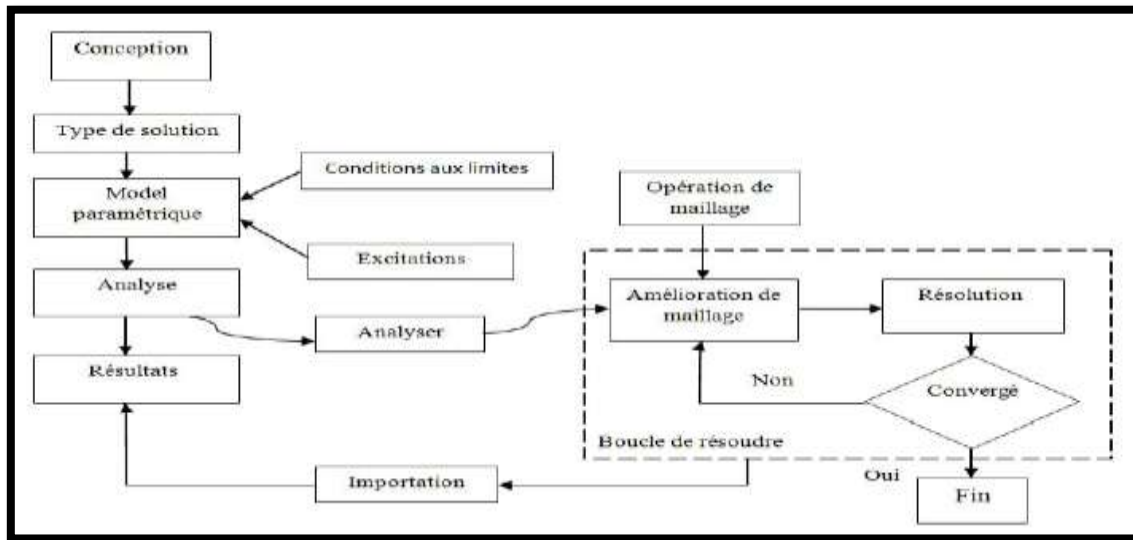 Conception
Type de solution
Model
paramétrique
Conditions aux limites
Excitations
Analyse
Analyser
Résultats
Importation
Opération de
maillage
Amélioration de
maillage
Résolution
Convergé
Non
Boucle de résoudre
Oui
Fin